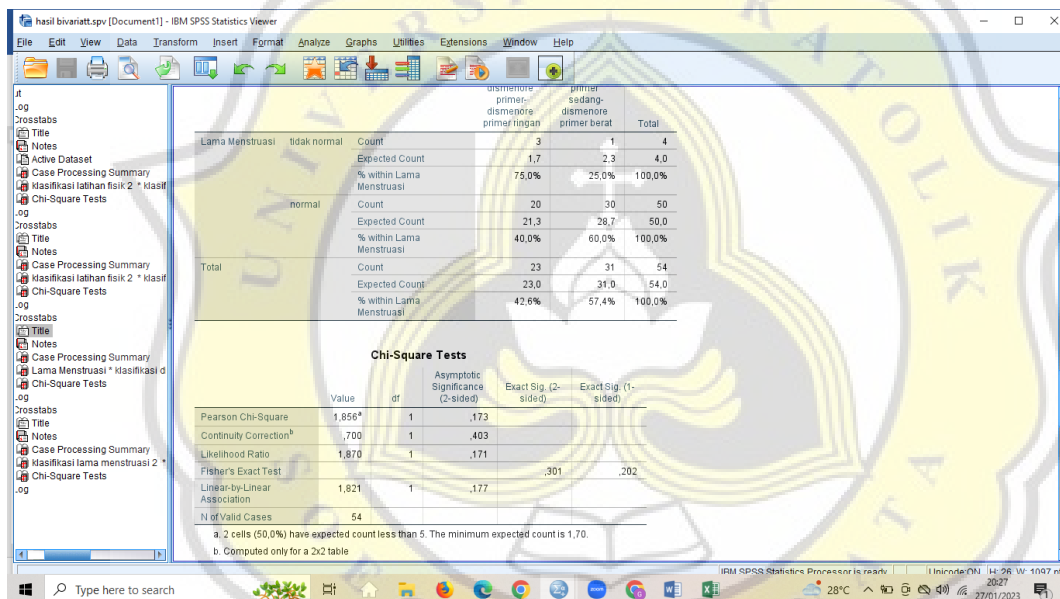 hasil bivariatt.spv [Document1] - IBM SPSS Statistics Viewer
File Edit View Data Transform Insert Format Analyze Graphs Utilities Extensions Window Help
.og
Crosstabs
Title
Notes
Active Dataset
Case Processing Summary
klasifikasi latihan fisik 2 * klasif
Chi-Square Tests
.og
Crosstabs
Title
Notes
Case Processing Summary
klasifikasi latihan fisik 2 * klasif
Chi-Square Tests
.og
Crosstabs
Title
Notes
Case Processing Summary
Lama Menstruasi * klasifikasi d
Chi-Square Tests
.og
Crosstabs
Title
Notes
Case Processing Summary
klasifikasi lama menstruasi 2 *
Chi-Square Tests
.og
dismenore primer-dismenore primer ringan
primer sedang-dismenore primer berat
Total
Lama Menstruasi tidak normal Count 3 1 4
Expected Count 1,7 2,3 4,0
% within Lama Menstruasi 75,0% 25,0% 100,0%
normal Count 20 30 50
Expected Count 21,3 28,7 50,0
% within Lama Menstruasi 40,0% 60,0% 100,0%
Total Count 23 31 54
Expected Count 23,0 31,0 54,0
% within Lama Menstruasi 42,6% 57,4% 100,0%
Chi-Square Tests
Value df Asymptotic Significance (2-sided) Exact Sig. (2-sided) Exact Sig. (1-sided)
Pearson Chi-Square 1,856a 1 ,173
Continuity Correctionb ,700 1 ,403
Likelihood Ratio 1,870 1 ,171
Fisher's Exact Test ,301 ,202
Linear-by-Linear Association 1,821 1 ,177
N of Valid Cases 54
a. 2 cells (50,0%) have expected count less than 5. The minimum expected count is 1,70.
b. Computed only for a 2x2 table
IBM SPSS Statistics Processor is ready Unicode:ON H: 26, W: 1097 pt
Type here to search
28°C
20:27
27/01/2023